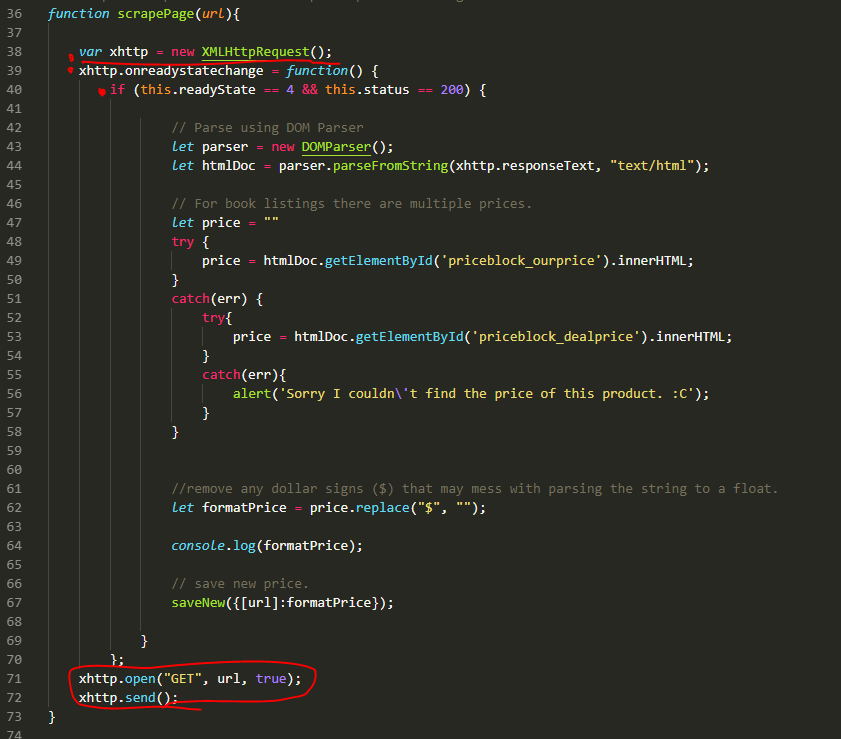 36 function scrapePage(url){
37
38 var xhttp = new XMLHttpRequest();
39 xhttp.onreadystatechange = function() {
40 if (this.readyState == 4 && this.status == 200) {
41
42 // Parse using DOM Parser
43 let parser = new DOMParser();
44 let htmlDoc = parser.parseFromString(xhttp.responseText, "text/html");
45
46 // For book listings there are multiple prices.
47 let price = ""
48 try {
49 price = htmlDoc.getElementById('priceblock_ourprice').innerHTML;
50 }
51 catch(err) {
52 try{
53 price = htmlDoc.getElementById('priceblock_dealprice').innerHTML;
54 }
55 catch(err){
56 alert('Sorry I couldn\'t find the price of this product. :C');
57 }
58 }
59
60
61 //remove any dollar signs ($) that may mess with parsing the string to a float.
62 let formatPrice = price.replace("$", "");
63
64 console.log(formatPrice);
65
66 // save new price.
67 saveNew({[url]:formatPrice});
68
69 }
70 };
71 xhttp.open("GET", url, true);
72 xhttp.send();
73 }
74